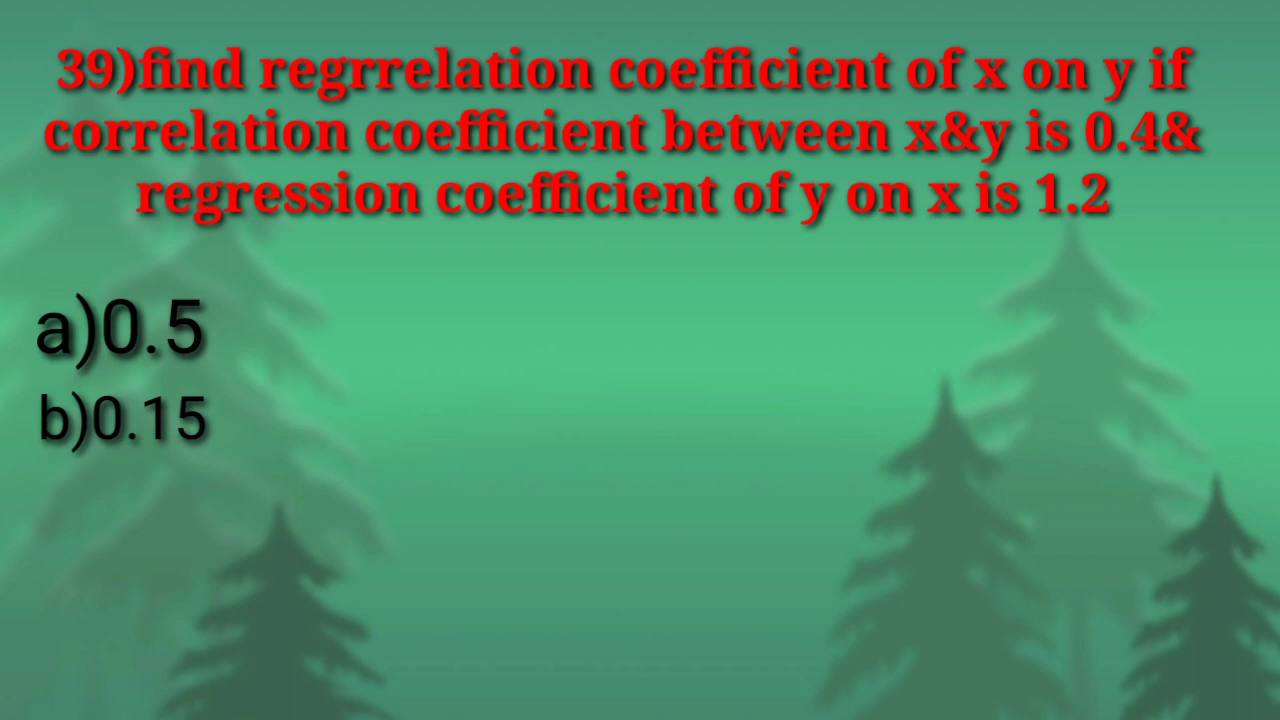 39)find regrrelation coefficient of x on y if
correlation coefficient between x&y is 0.4&
regression coefficient of y on x is 1.2
a)0.5
b)0.15